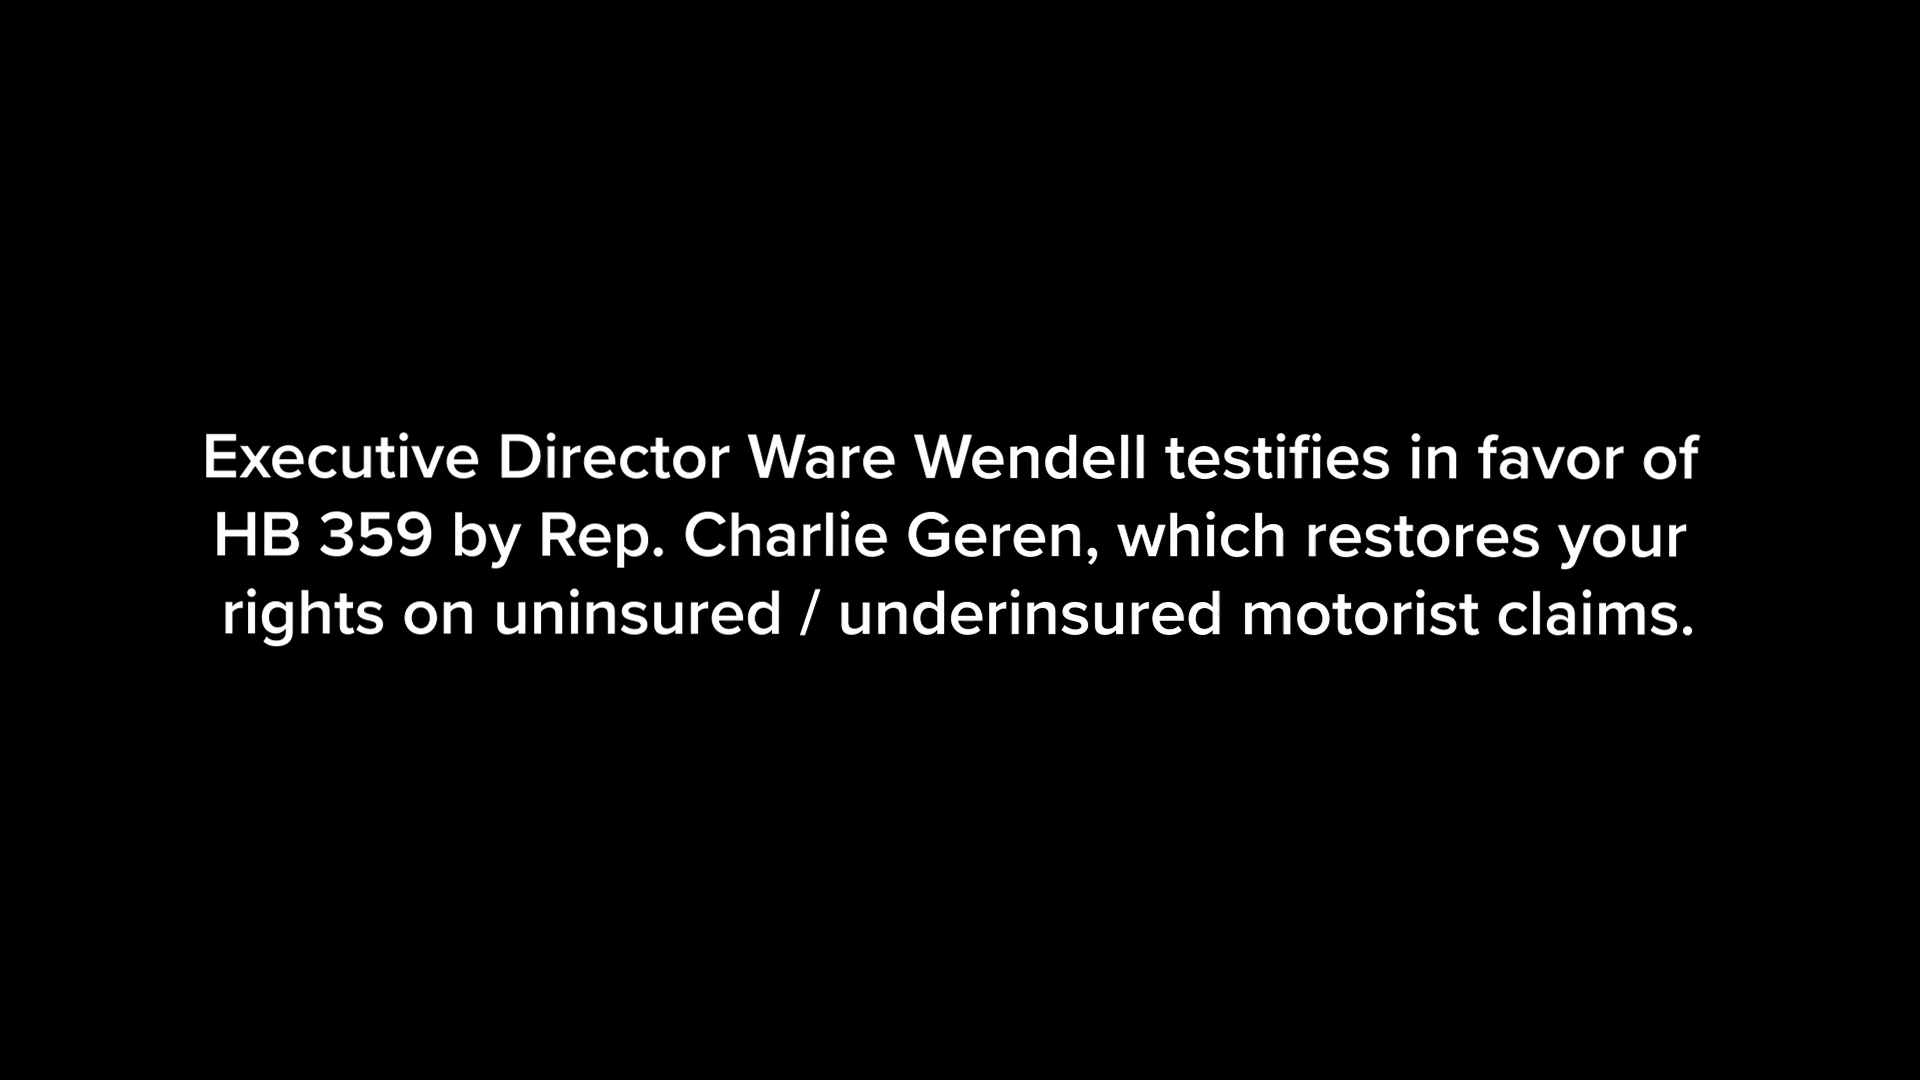 Executive Director Ware Wendell testifies in favor of
HB 359 by Rep. Charlie Geren, which restores your
rights on uninsured / underinsured motorist claims.